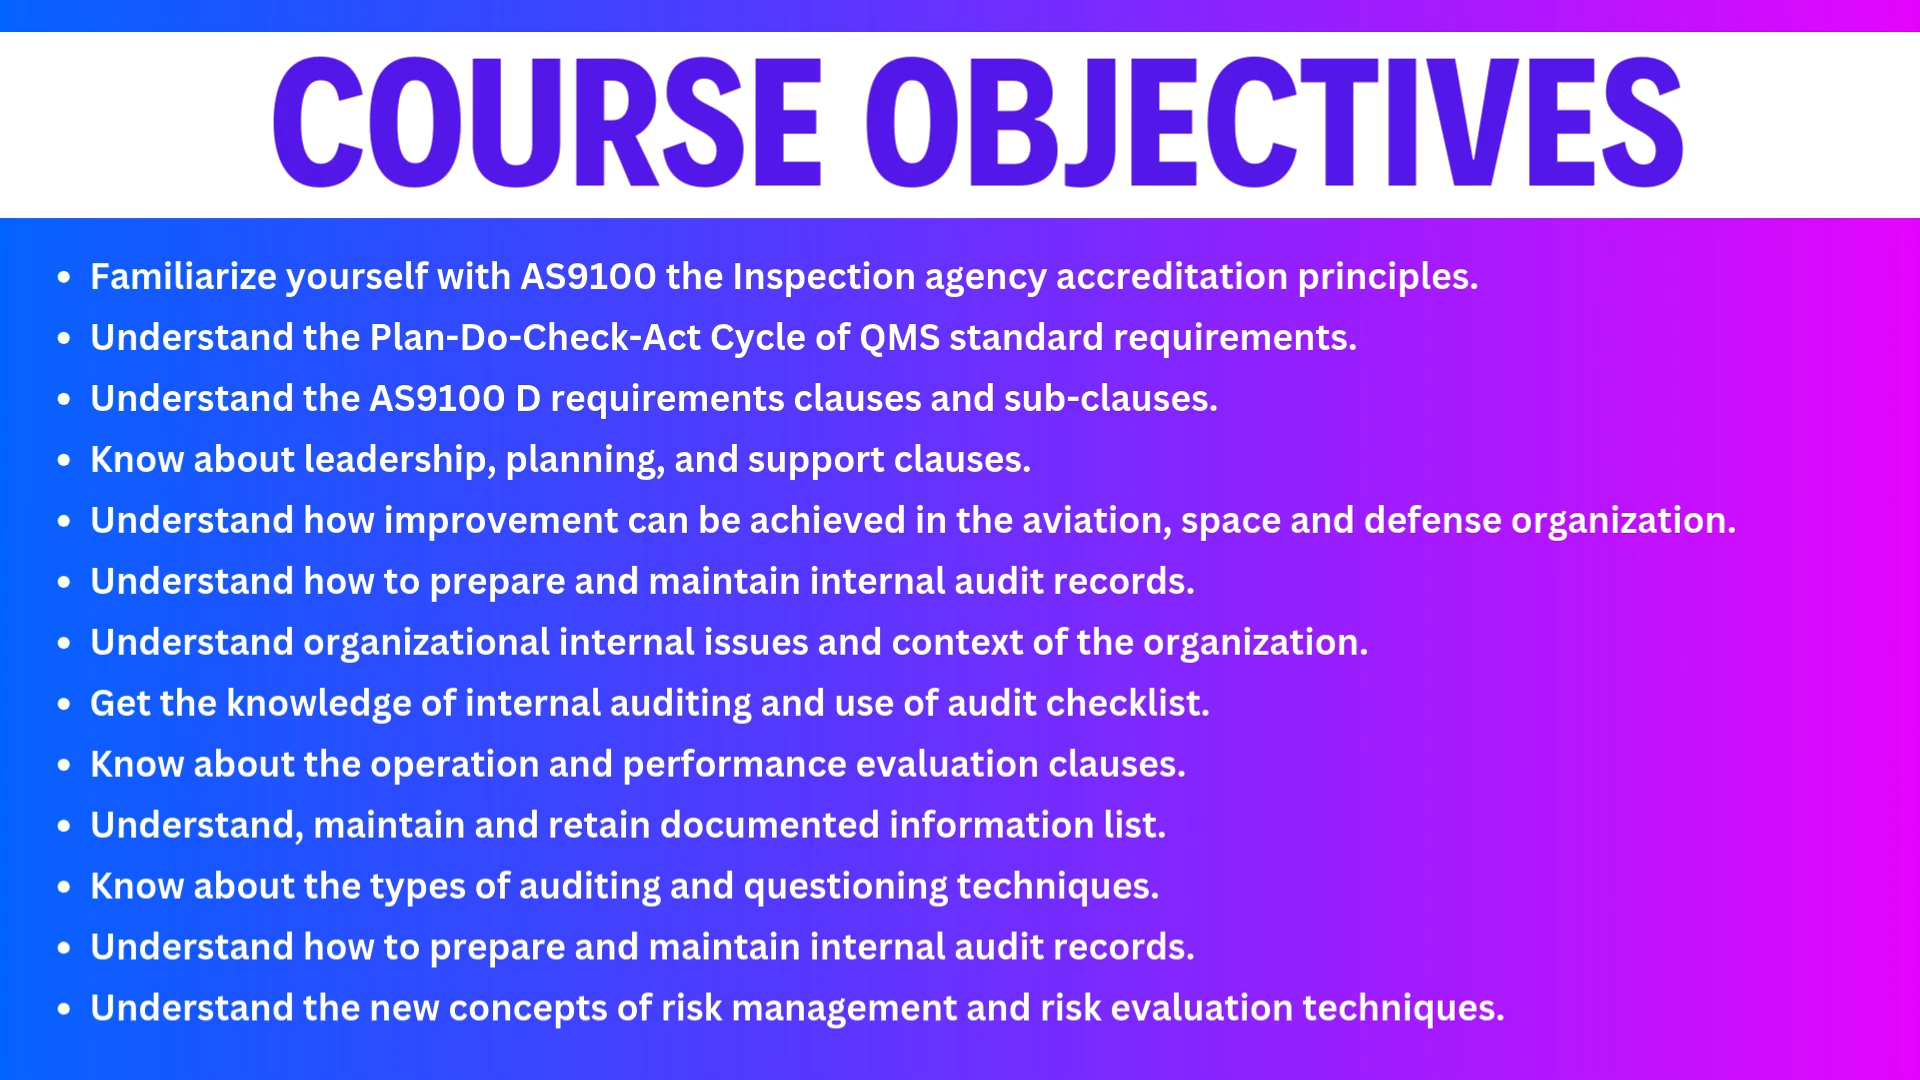 COURSE OBJECTIVES
• Familiarize yourself with AS9100 the Inspection agency accreditation principles.
• Understand the Plan-Do-Check-Act Cycle of QMS standard requirements.
• Understand the AS9100 D requirements clauses and sub-clauses.
• Know about leadership, planning, and support clauses.
• Understand how improvement can be achieved in the aviation, space and defense organization.
• Understand how to prepare and maintain internal audit records.
• Understand organizational internal issues and context of the organization.
• Get the knowledge of internal auditing and use of audit checklist.
• Know about the operation and performance evaluation clauses.
• Understand, maintain and retain documented information list.
• Know about the types of auditing and questioning techniques.
• Understand how to prepare and maintain internal audit records.
• Understand the new concepts of risk management and risk evaluation techniques.